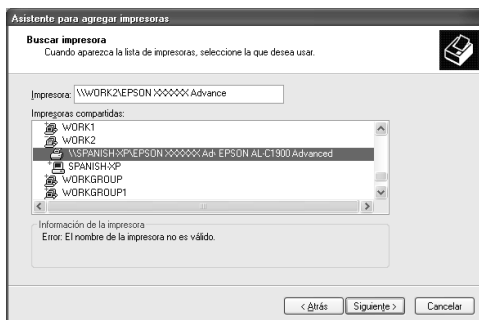 Asistente para agregar impresoras
Buscar impresora
Cuando aparezca la lista de impresoras, seleccione la que desea usar.
Impresora: \\WORK2\EPSON XXXXXX Advance
Impresoras compartidas:
WORK1
WORK2
\\SPANISH-XP\EPSON XXXXXX Ad‹ EPSON AL-C1900 Advanced
SPANISH-XP
WORKGROUP
WORKGROUP1
Información de la impresora
Error: El nombre de la impresora no es válido.
< Atrás Siguiente > Cancelar